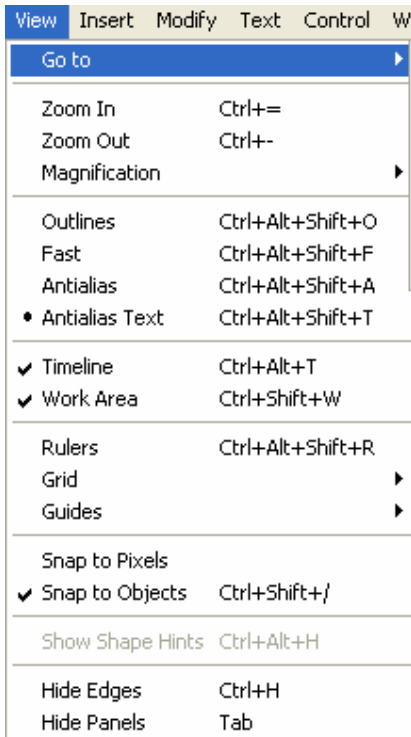 View Insert Modify Text Control W
Go to
Zoom In Ctrl+=
Zoom Out Ctrl+-
Magnification
Outlines Ctrl+Alt+Shift+O
Fast Ctrl+Alt+Shift+F
Antialias Ctrl+Alt+Shift+A
Antialias Text Ctrl+Alt+Shift+T
Timeline Ctrl+Alt+T
Work Area Ctrl+Shift+W
Rulers Ctrl+Alt+Shift+R
Grid
Guides
Snap to Pixels
Snap to Objects Ctrl+Shift+/
Show Shape Hints Ctrl+Alt+H
Hide Edges Ctrl+H
Hide Panels Tab